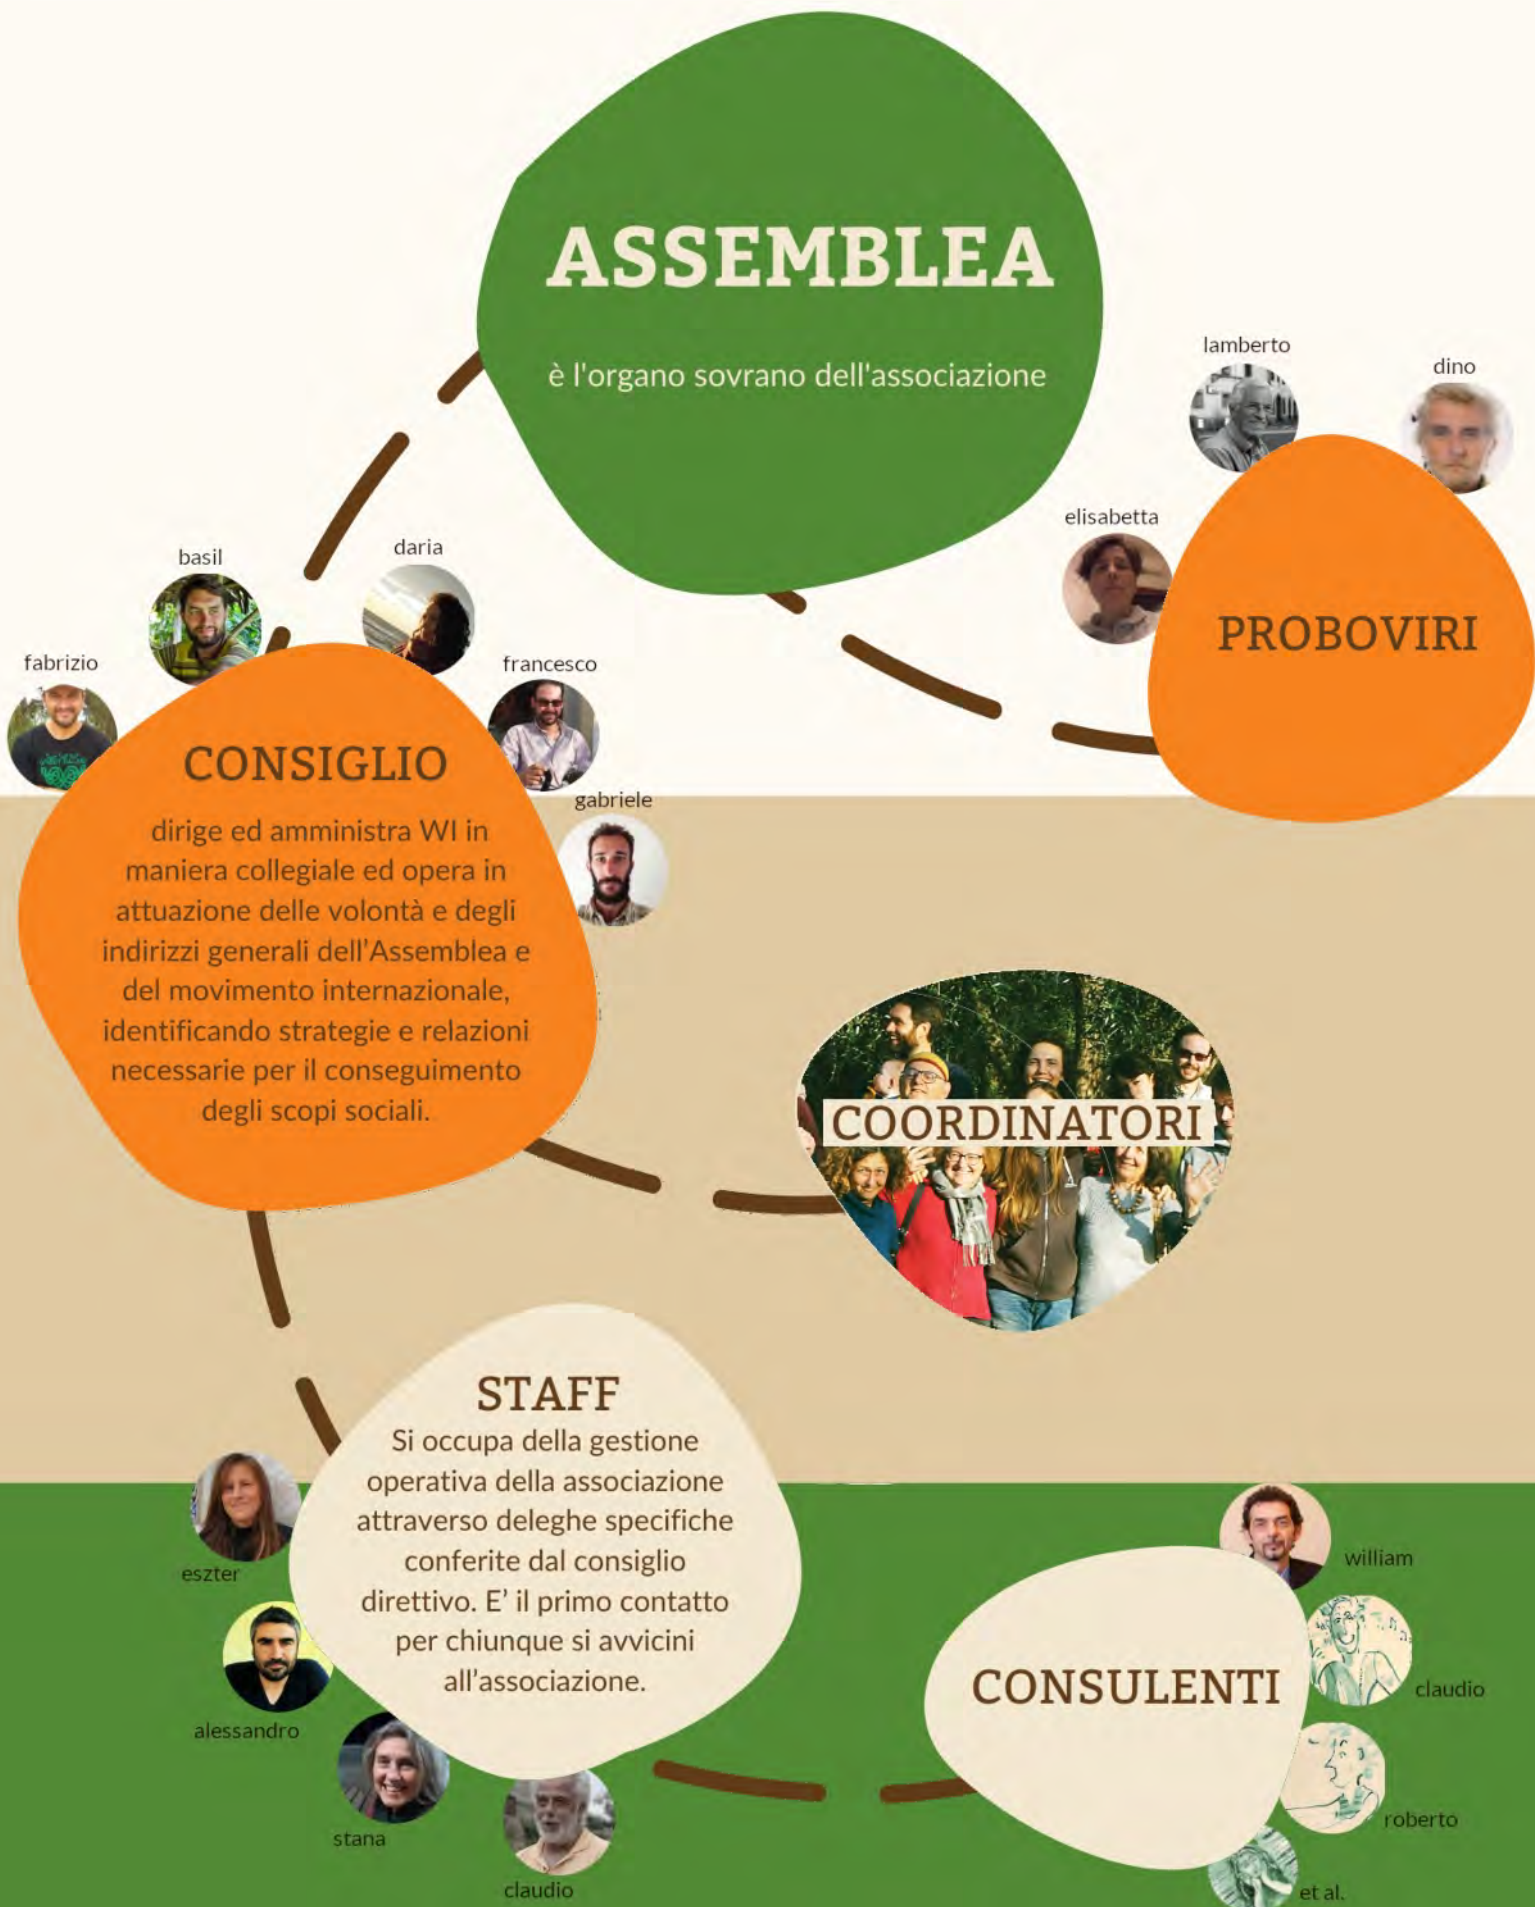 ASSEMBLEA
è l'organo sovrano dell'associazione
lamberto
dino
elisabetta
PROBOVIRI
basil
daria
fabrizio
francesco
gabriele
CONSIGLIO
dirige ed amministra WI in
maniera collegiale ed opera in
attuazione delle volontà e degli
indirizzi generali dell'Assemblea e
del movimento internazionale,
identificando strategie e relazioni
necessarie per il conseguimento
degli scopi sociali.
COORDINATORI
STAFF
Si occupa della gestione
operativa della associazione
attraverso deleghe specifiche
conferite dal consiglio
direttivo. E' il primo contatto
per chiunque si avvicini
all'associazione.
eszter
alessandro
stana
claudio
CONSULENTI
william
claudio
roberto
et al.